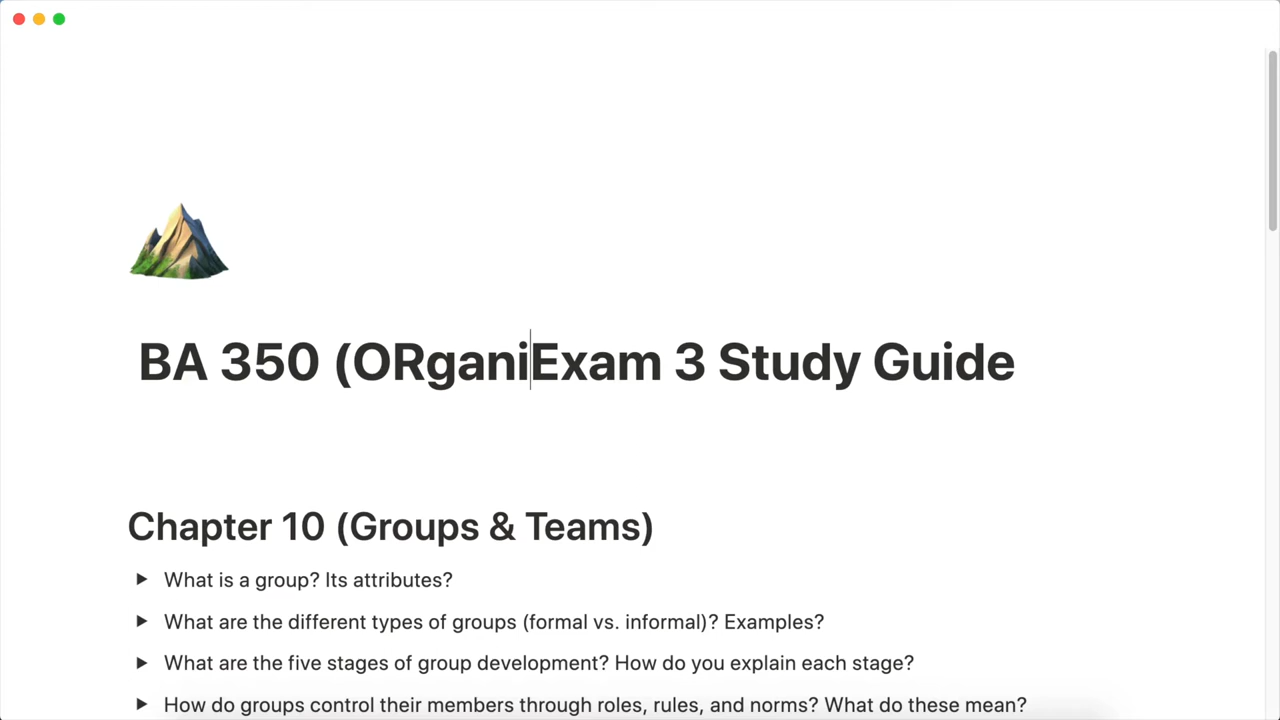 BA 350 (ORganiExam 3 Study Guide
Chapter 10 (Groups & Teams)
What is a group? Its attributes?
What are the different types of groups (formal vs. informal)? Examples?
What are the five stages of group development? How do you explain each stage?
How do groups control their members through roles, rules, and norms? What do these mean?